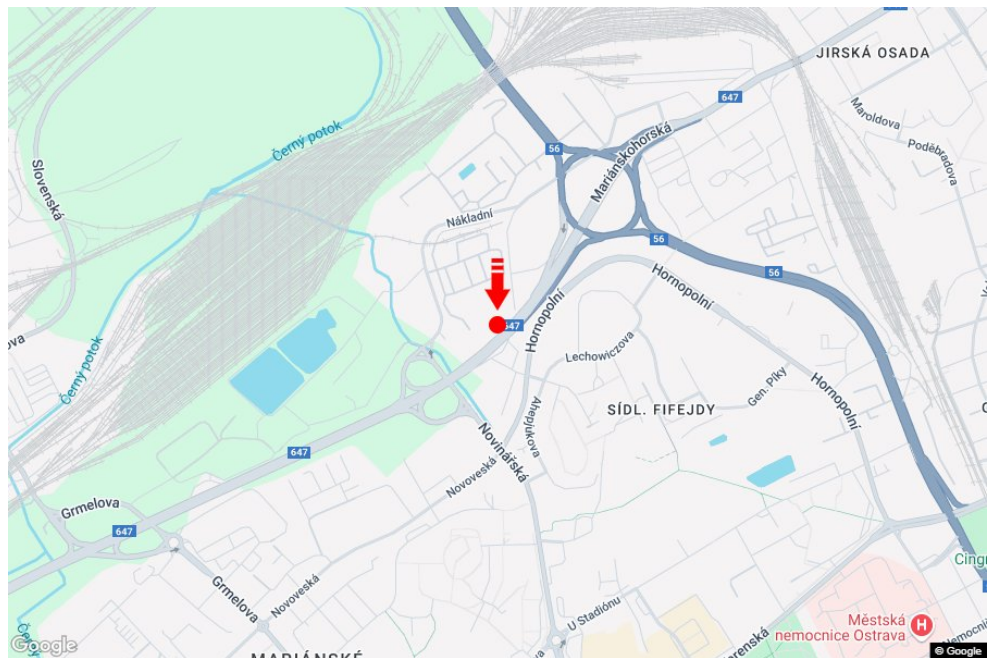 JIRSKÁ OSADA
647
Maroldova
Poděbradova
Mariánskohorská
Černý potok
56
Slovenská
Nákladní
56
56
Hornopolní
647
Hornopolní
Lechowiczova
Černý potok
Gen. Píky
Hornopolní
SÍDL. FIFEJDY
Ahepjukova
Novinářská
647
Novoveská
Grmelova
647
Grmelova
Novoveská
U Stadiónu
Městská
nemocnice Ostrava
H
MARIÁNSKÉ
Google
© Google